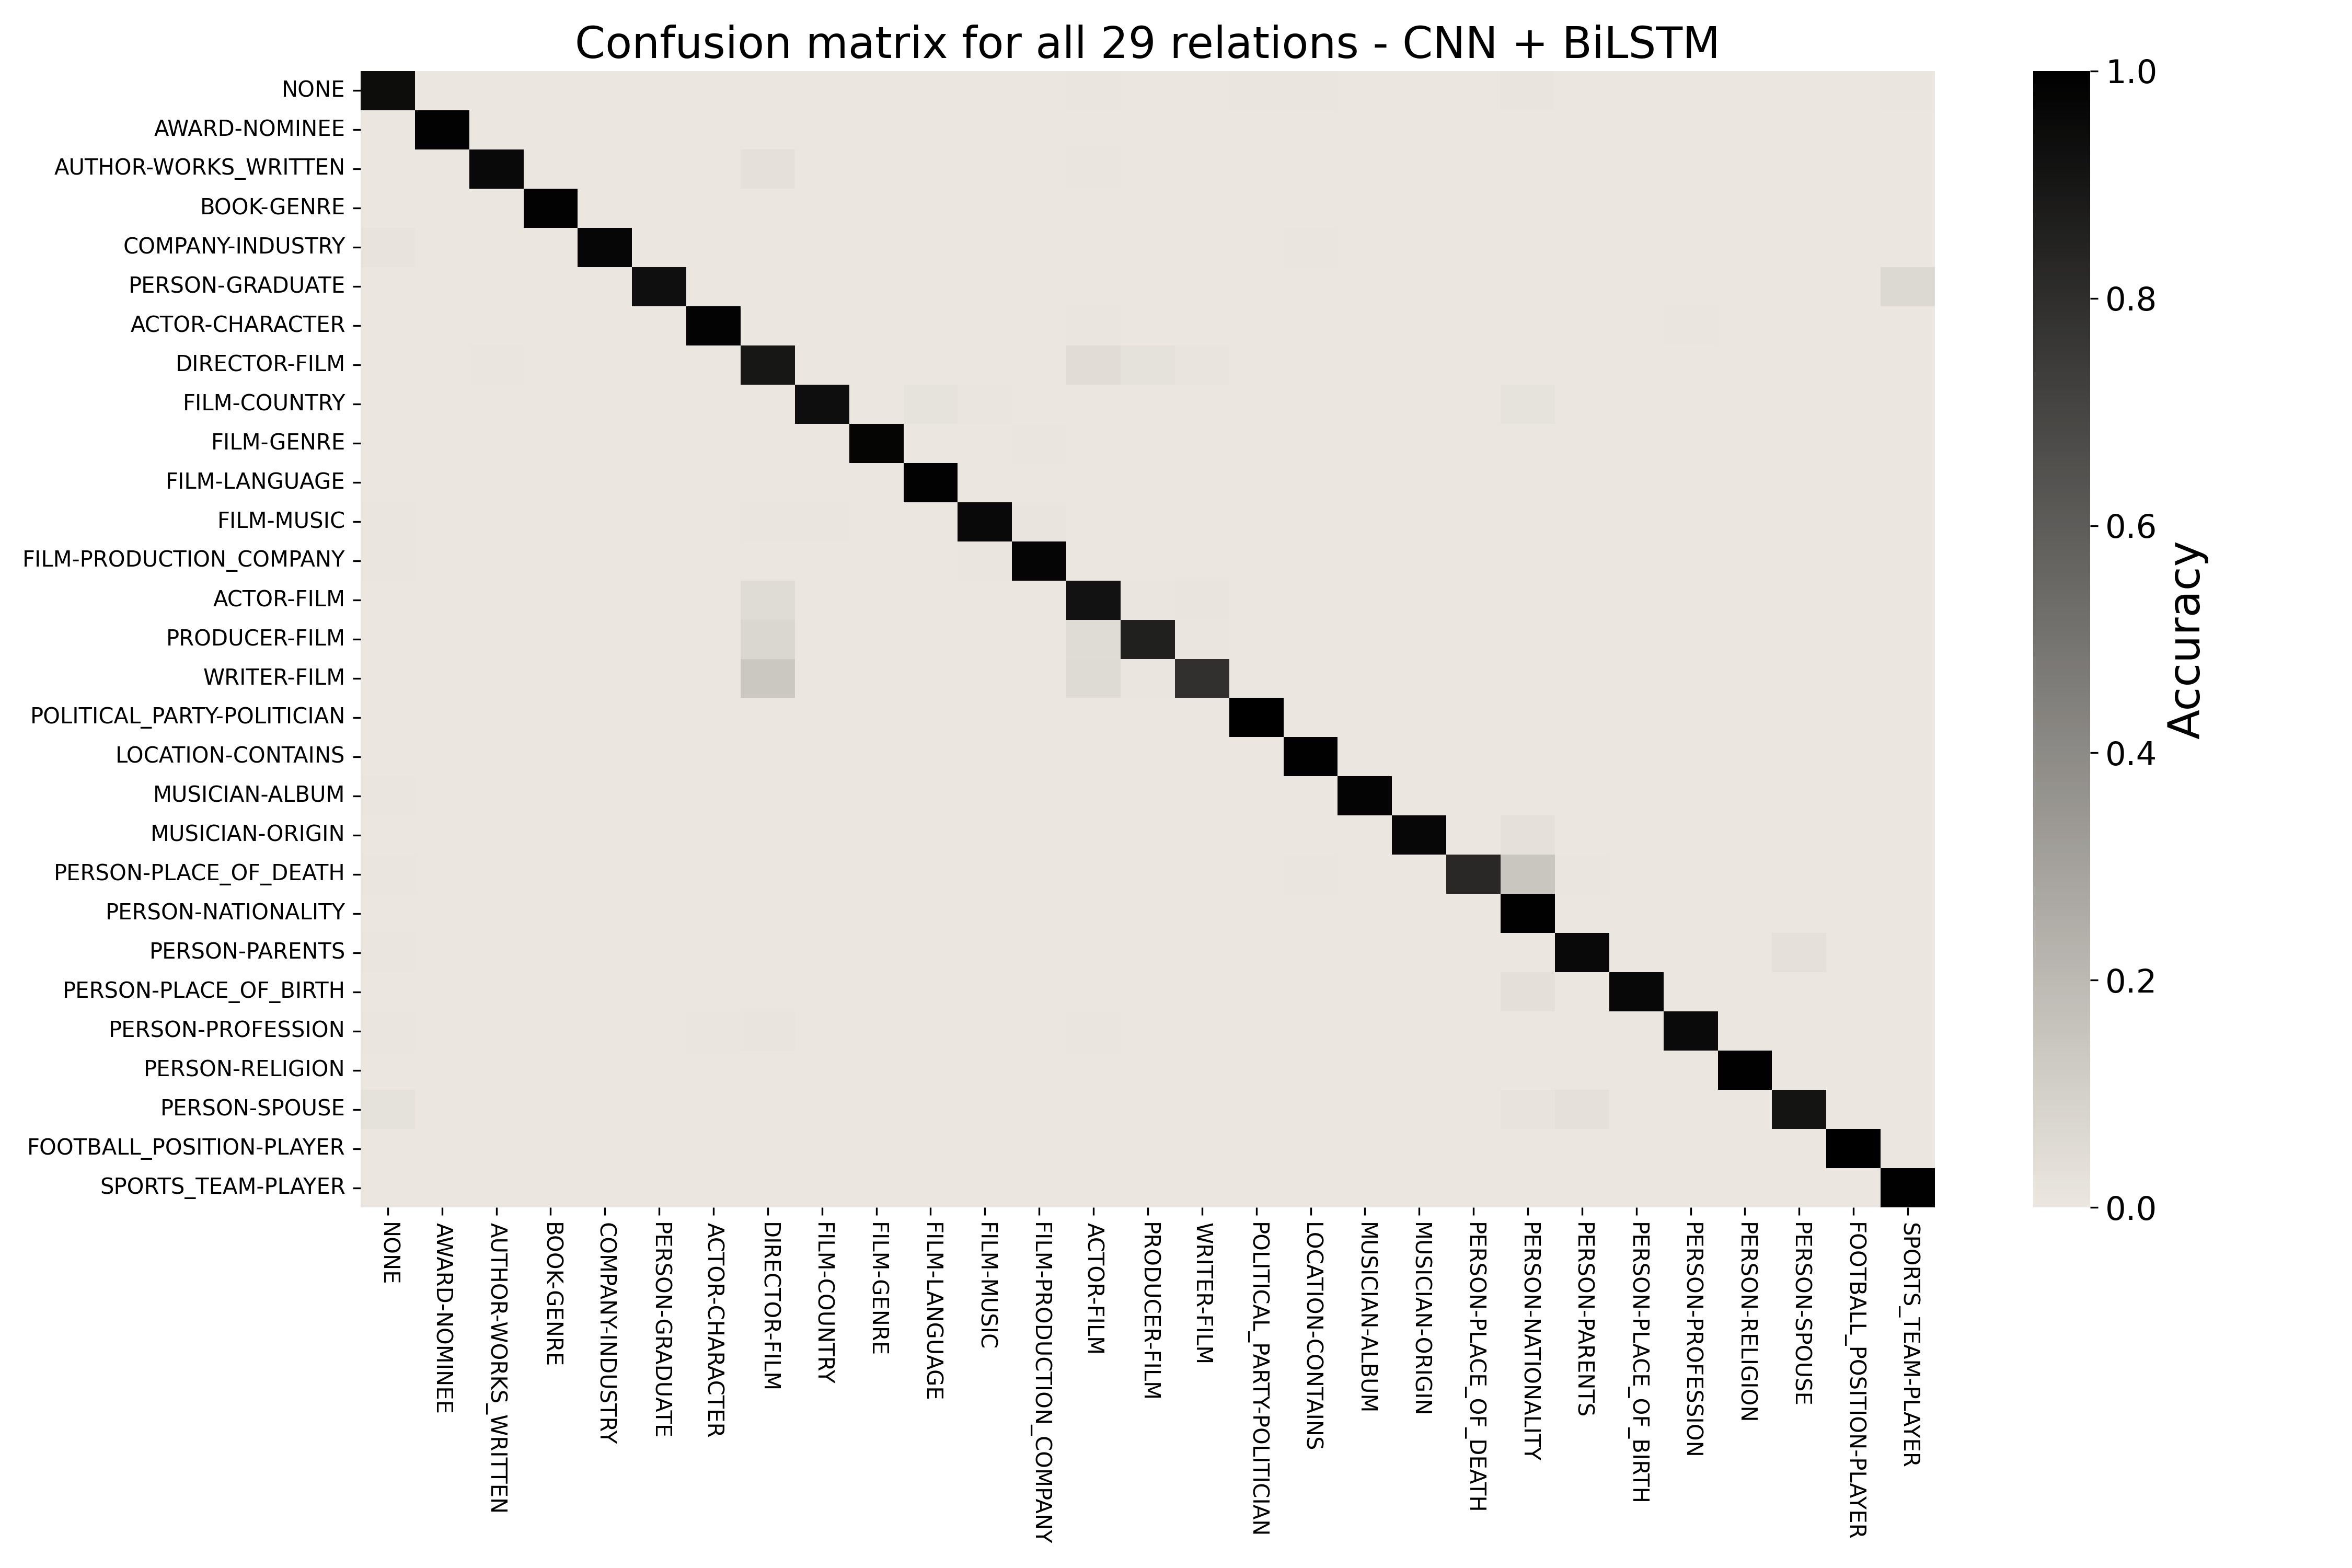 Confusion matrix for all 29 relations - CNN + BiLSTM
NONE
AWARD-NOMINEE
AUTHOR-WORKS_WRITTEN
BOOK-GENRE
COMPANY-INDUSTRY
PERSON-GRADUATE
ACTOR-CHARACTER
DIRECTOR-FILM
FILM-COUNTRY
FILM-GENRE
FILM-LANGUAGE
FILM-MUSIC
FILM-PRODUCTION_COMPANY
ACTOR-FILM
PRODUCER-FILM
WRITER-FILM
POLITICAL_PARTY-POLITICIAN
LOCATION-CONTAINS
MUSICIAN-ALBUM
MUSICIAN-ORIGIN
PERSON-PLACE_OF_DEATH
PERSON-NATIONALITY
PERSON-PARENTS
PERSON-PLACE_OF_BIRTH
PERSON-PROFESSION
PERSON-RELIGION
PERSON-SPOUSE
FOOTBALL_POSITION-PLAYER
SPORTS_TEAM-PLAYER
NONE
AWARD-NOMINEE
AUTHOR-WORKS_WRITTEN
BOOK-GENRE
COMPANY-INDUSTRY
PERSON-GRADUATE
ACTOR-CHARACTER
DIRECTOR-FILM
FILM-COUNTRY
FILM-GENRE
FILM-LANGUAGE
FILM-MUSIC
FILM-PRODUCTION_COMPANY
ACTOR-FILM
PRODUCER-FILM
WRITER-FILM
POLITICAL_PARTY-POLITICIAN
LOCATION-CONTAINS
MUSICIAN-ALBUM
MUSICIAN-ORIGIN
PERSON-PLACE_OF_DEATH
PERSON-NATIONALITY
PERSON-PARENTS
PERSON-PLACE_OF_BIRTH
PERSON-PROFESSION
PERSON-RELIGION
PERSON-SPOUSE
FOOTBALL_POSITION-PLAYER
SPORTS_TEAM-PLAYER
1.0
0.8
0.6
0.4
0.2
0.0
Accuracy